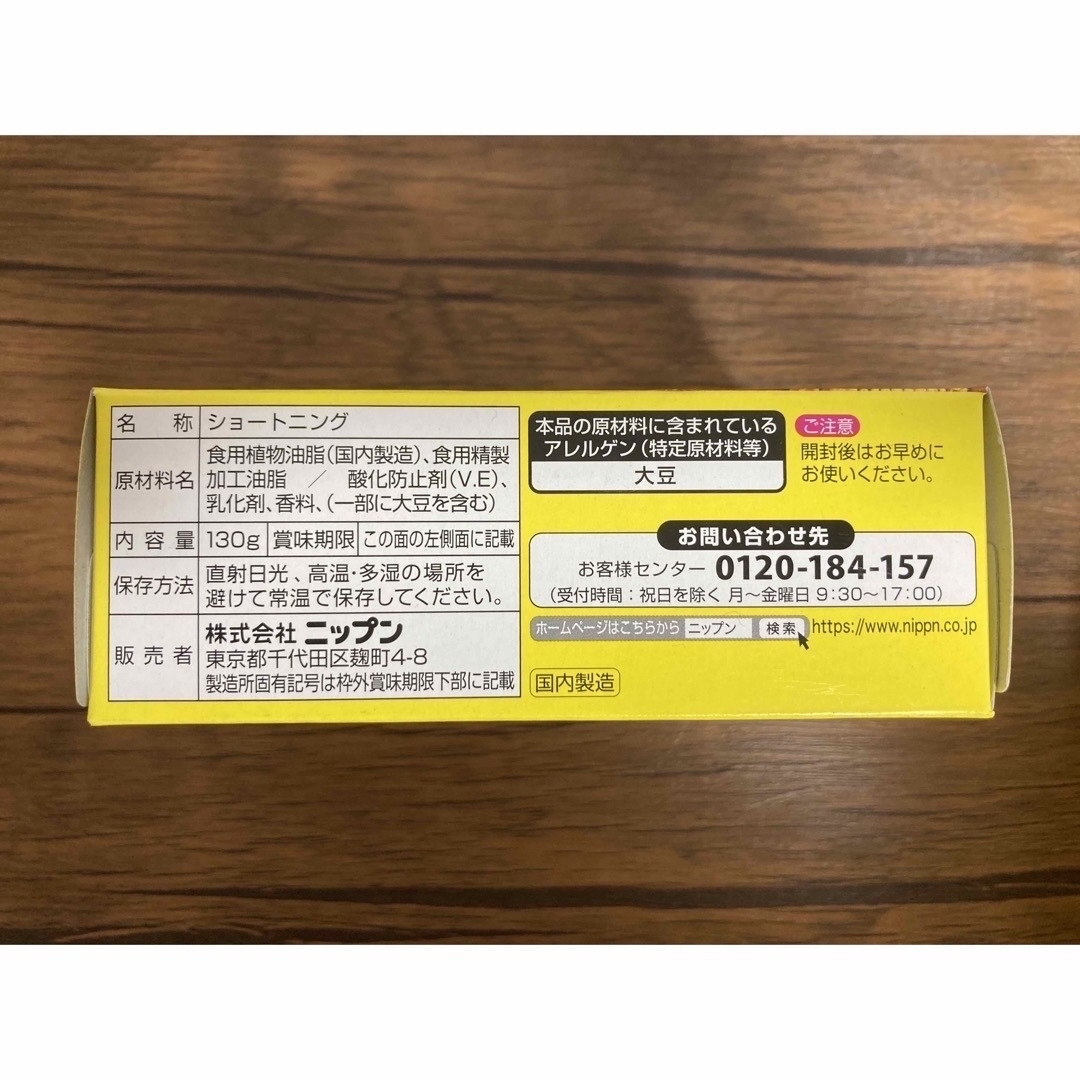 名 称 ショートニング
原材料名 食用植物油脂(国内製造)、食用精製
加工油脂 / 酸化防止剤(V.E)、
乳化剤、香料、(一部に大豆を含む)
内容量 130g 賞味期限 この面の左側面に記載
保存方法 直射日光、高温・多湿の場所を
避けて常温で保存してください。
販売者 株式会社 ニップン
東京都千代田区麹町4-8
製造所固有記号は枠外賞味期限下部に記載
本品の原材料に含まれている
アレルゲン(特定原材料等)
大豆
ご注意
開封後はお早めに
お使いください。
お問い合わせ先
お客様センター 0120-184-157
(受付時間:祝日を除く 月〜金曜日 9:30〜17:00)
ホームページはこちらから ニップン 検索 https://www.nippn.co.jp
国内製造